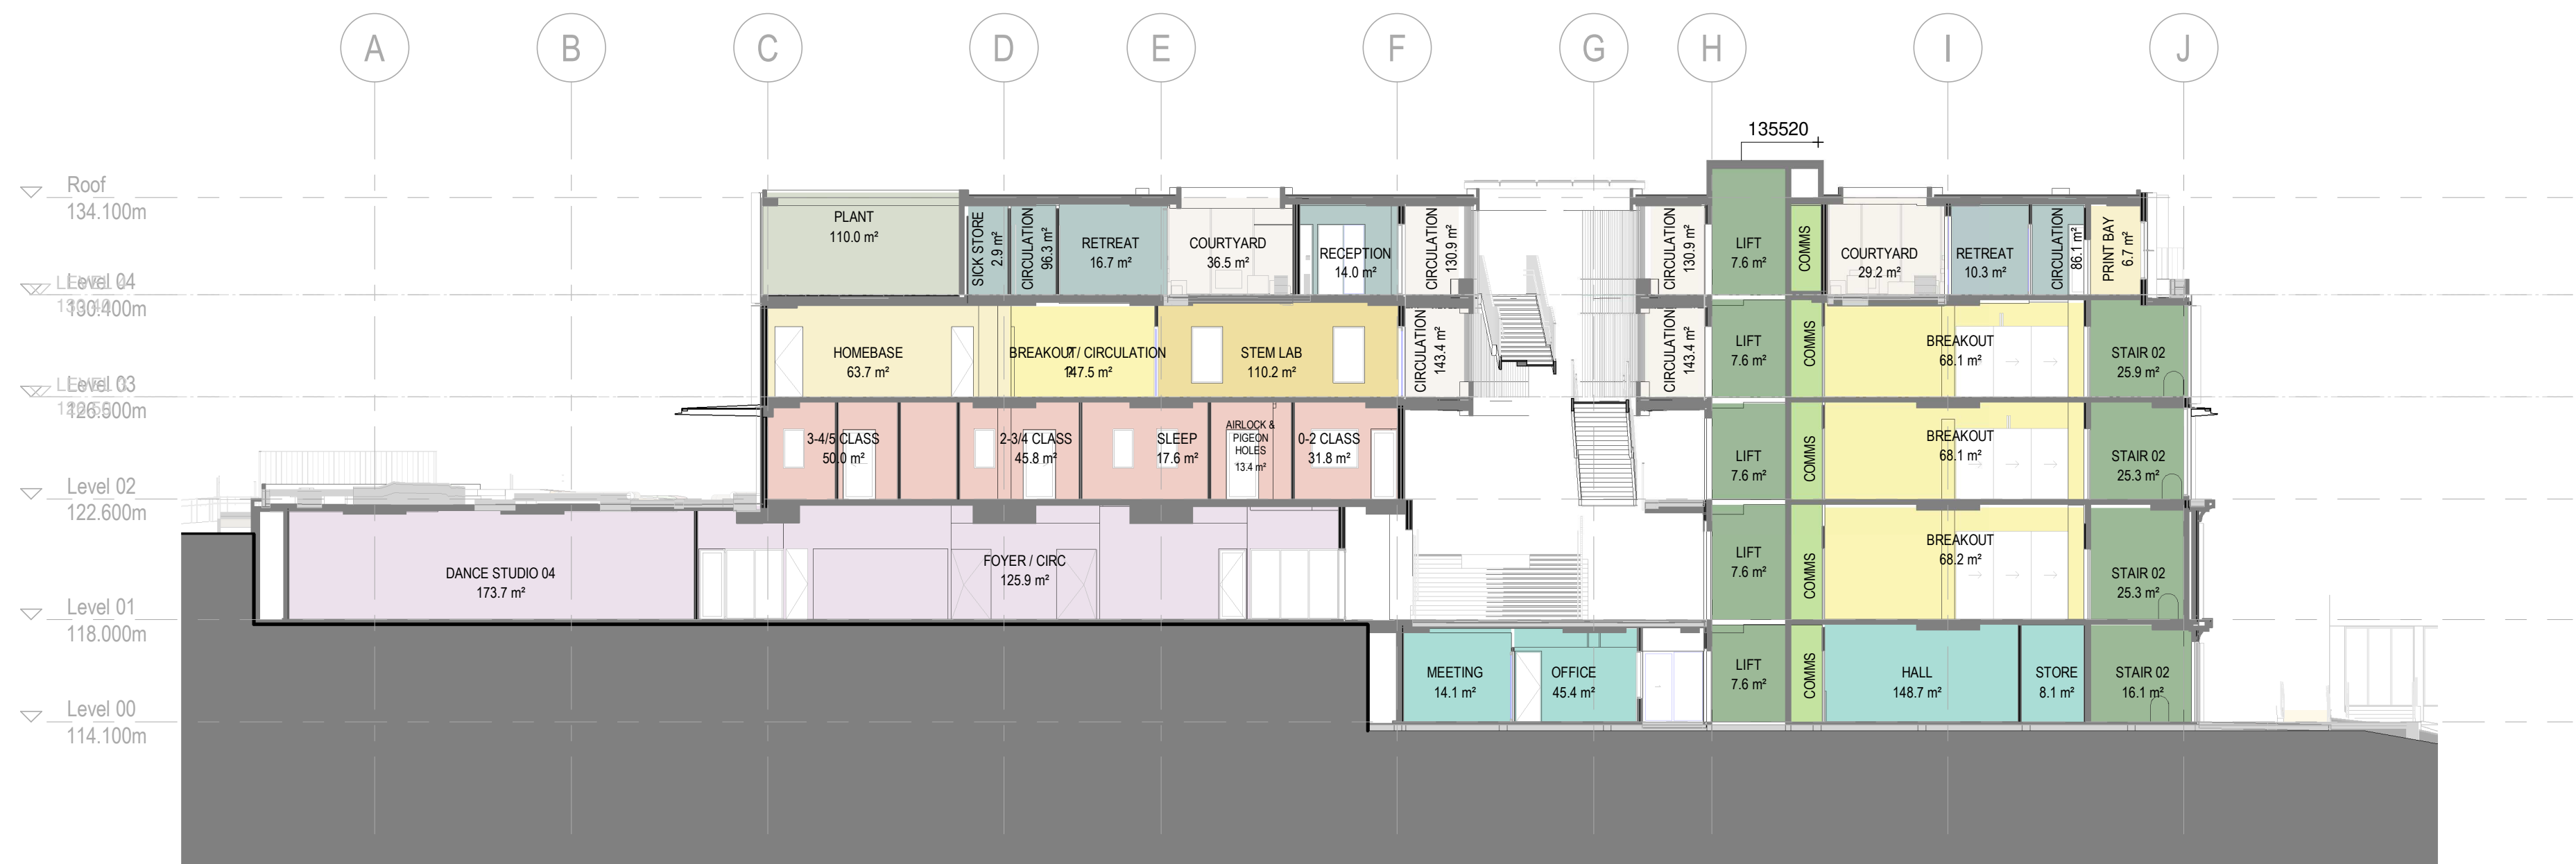 A B C D E F G H I J
135520
Roof
134.100m
PLANT
110.0 m²
SICK STORE
2.9 m²
CIRCULATION
96.3 m²
RETREAT
16.7 m²
COURTYARD
36.5 m²
RECEPTION
14.0 m²
CIRCULATION
130.9 m²
CIRCULATION
130.9 m²
LIFT
7.6 m²
COMMS
COURTYARD
29.2 m²
RETREAT
10.3 m²
CIRCULATION
86.1 m²
PRINT BAY
6.7 m²
Level 04
130.400m
HOMEBASE
63.7 m²
BREAKOUT/ CIRCULATION
147.5 m²
STEM LAB
110.2 m²
CIRCULATION
143.4 m²
CIRCULATION
143.4 m²
LIFT
7.6 m²
COMMS
BREAKOUT
68.1 m²
STAIR 02
25.9 m²
Level 03
126.500m
3-4/5 CLASS
50.0 m²
2-3/4 CLASS
45.8 m²
SLEEP
17.6 m²
AIRLOCK &
PIGEON
HOLES
13.4 m²
0-2 CLASS
31.8 m²
LIFT
7.6 m²
COMMS
BREAKOUT
68.1 m²
STAIR 02
25.3 m²
Level 02
122.600m
DANCE STUDIO 04
173.7 m²
FOYER / CIRC
125.9 m²
LIFT
7.6 m²
COMMS
BREAKOUT
68.2 m²
STAIR 02
25.3 m²
Level 01
118.000m
MEETING
14.1 m²
OFFICE
45.4 m²
LIFT
7.6 m²
COMMS
HALL
148.7 m²
STORE
8.1 m²
STAIR 02
16.1 m²
Level 00
114.100m